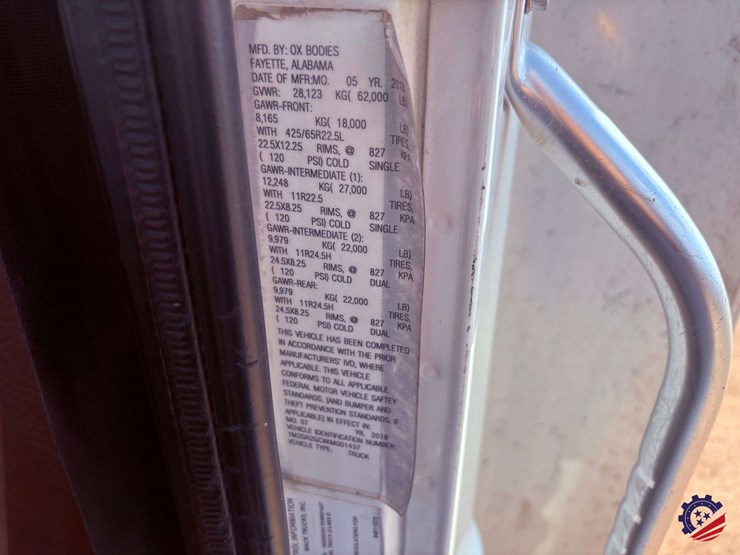 MFD. BY: OX BODIES
FAYETTE, ALABAMA
DATE OF MFR:MO. 05 YR. 2018
GVWR: 28,123 KG( 62,000 LB)
GAWR-FRONT:
8,165 KG( 18,000 LB)
WITH 425/65R22.5L TIRES,
22.5X12.25 RIMS, @ 827 KPA
( 120 PSI) COLD SINGLE
GAWR-INTERMEDIATE (1):
12,248 KG( 27,000 LB)
WITH 11R22.5 TIRES,
22.5X8.25 RIMS, @ 827 KPA
( 120 PSI) COLD SINGLE
GAWR-INTERMEDIATE (2):
9,979 KG( 22,000 LB)
WITH 11R24.5H TIRES,
24.5X8.25 RIMS, @ 827 KPA
( 120 PSI) COLD DUAL
GAWR-REAR:
9,979 KG( 22,000 LB)
WITH 11R24.5H TIRES,
24.5X8.25 RIMS, @ 827 KPA
( 120 PSI) COLD DUAL
THIS VEHICLE HAS BEEN COMPLETED
IN ACCORDANCE WITH THE PRIOR
MANUFACTURERS' IVD, WHERE
APPLICABLE. THIS VEHICLE
CONFORMS TO ALL APPLICABLE
FEDERAL MOTOR VEHICLE SAFTEY
STANDARDS, [AND BUMPER AND
THEFT PREVENTION STANDARDS, IF
APPLICABLE] IN EFFECT IN:
MO. 02 YR. 2018
VEHICLE IDENTIFICATION NUMBER:
VEHICLE TYPE: TRUCK
MACK TRUCKS, INC.